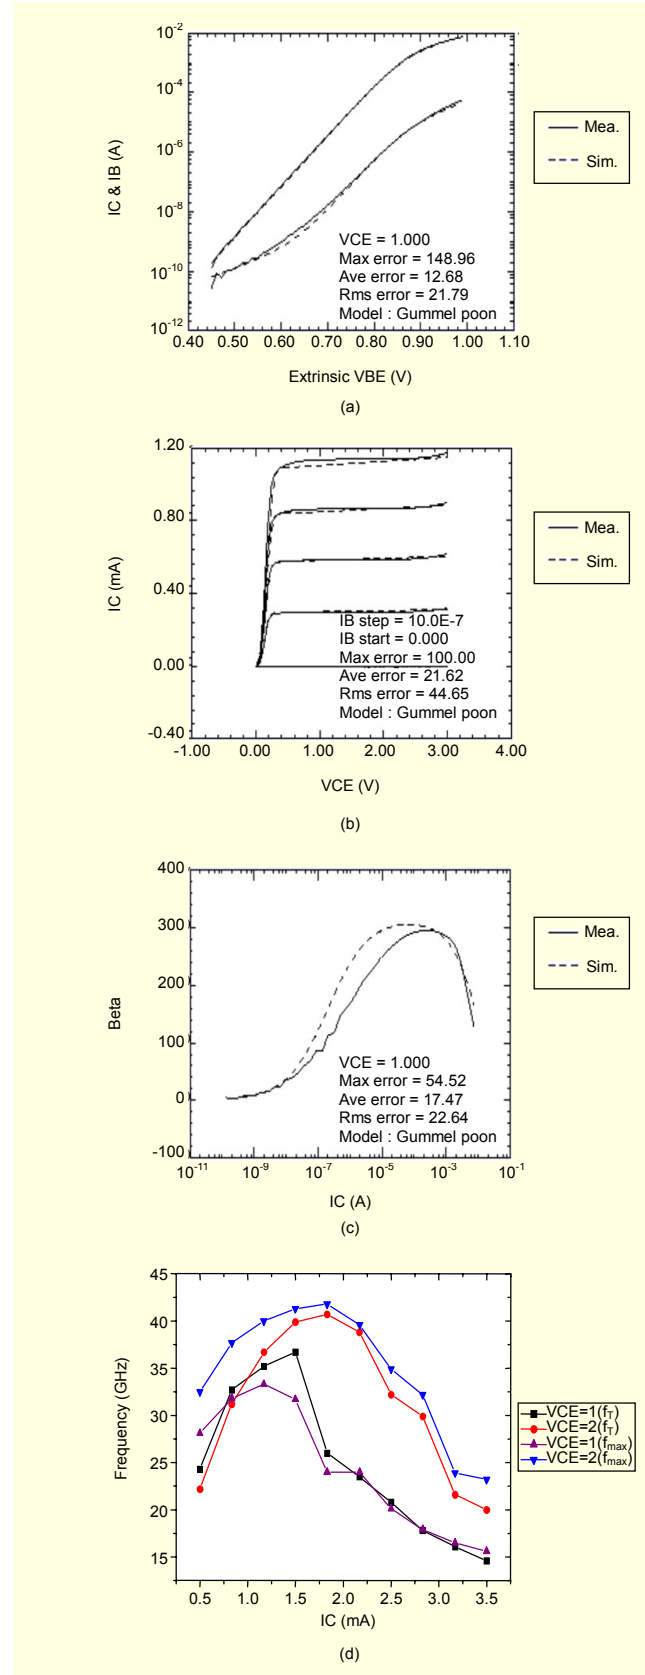 10-2
10-4
10-6
10-8
10-10
10-12
IC & IB (A)
VCE = 1.000
Max error = 148.96
Ave error = 12.68
Rms error = 21.79
Model : Gummel poon
0.40 0.50 0.60 0.70 0.80 0.90 1.00 1.10
Extrinsic VBE (V)
Mea.
Sim.
(a)
1.20
0.80
0.40
0.00
-0.40
IC (mA)
IB step = 10.0E-7
IB start = 0.000
Max error = 100.00
Ave error = 21.62
Rms error = 44.65
Model : Gummel poon
-1.00 0.00 1.00 2.00 3.00 4.00
VCE (V)
Mea.
Sim.
(b)
400
300
200
100
0
-100
Beta
VCE = 1.000
Max error = 54.52
Ave error = 17.47
Rms error = 22.64
Model : Gummel poon
10-11 10-9 10-7 10-5 10-3 10-1
IC (A)
Mea.
Sim.
(c)
45
40
35
30
25
20
15
Frequency (GHz)
0.5 1.0 1.5 2.0 2.5 3.0 3.5
IC (mA)
VCE=1(fT)
VCE=2(fT)
VCE=1(fmax)
VCE=2(fmax)
(d)